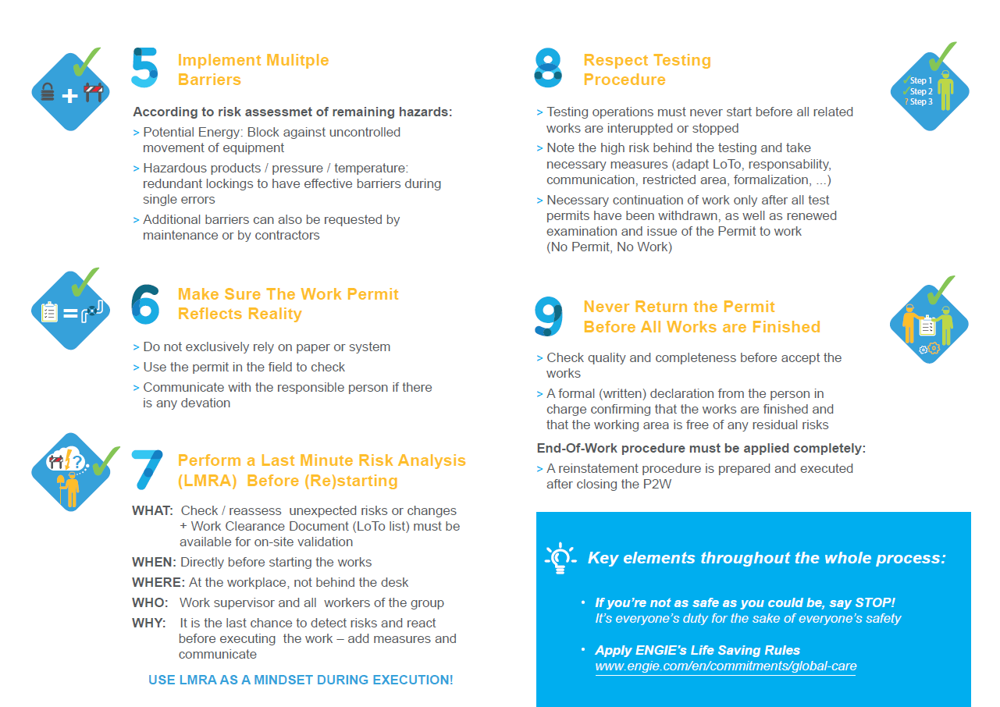 5 Implement Mulitple
Barriers
According to risk assessmet of remaining hazards:
> Potential Energy: Block against uncontrolled
movement of equipment
> Hazardous products / pressure / temperature:
redundant lockings to have effective barriers during
single errors
> Additional barriers can also be requested by
maintenance or by contractors
6 Make Sure The Work Permit
Reflects Reality
> Do not exclusively rely on paper or system
> Use the permit in the field to check
> Communicate with the responsible person if there
is any devation
?
7 Perform a Last Minute Risk Analysis
(LMRA) Before (Re)starting
WHAT: Check / reassess unexpected risks or changes
+ Work Clearance Document (LoTo list) must be
available for on-site validation
WHEN: Directly before starting the works
WHERE: At the workplace, not behind the desk
WHO: Work supervisor and all workers of the group
WHY: It is the last chance to detect risks and react
before executing the work – add measures and
communicate
USE LMRA AS A MINDSET DURING EXECUTION!
8 Respect Testing
Procedure
✓Step 1
✓Step 2
? Step 3
> Testing operations must never start before all related
works are interuppted or stopped
> Note the high risk behind the testing and take
necessary measures (adapt LoTo, responsability,
communication, restricted area, formalization, ...)
> Necessary continuation of work only after all test
permits have been withdrawn, as well as renewed
examination and issue of the Permit to work
(No Permit, No Work)
9 Never Return the Permit
Before All Works are Finished
> Check quality and completeness before accept the
works
> A formal (written) declaration from the person in
charge confirming that the works are finished and
that the working area is free of any residual risks
End-Of-Work procedure must be applied completely:
> A reinstatement procedure is prepared and executed
after closing the P2W
Key elements throughout the whole process:
• If you're not as safe as you could be, say STOP!
It's everyone's duty for the sake of everyone's safety
• Apply ENGIE's Life Saving Rules
www.engie.com/en/commitments/global-care